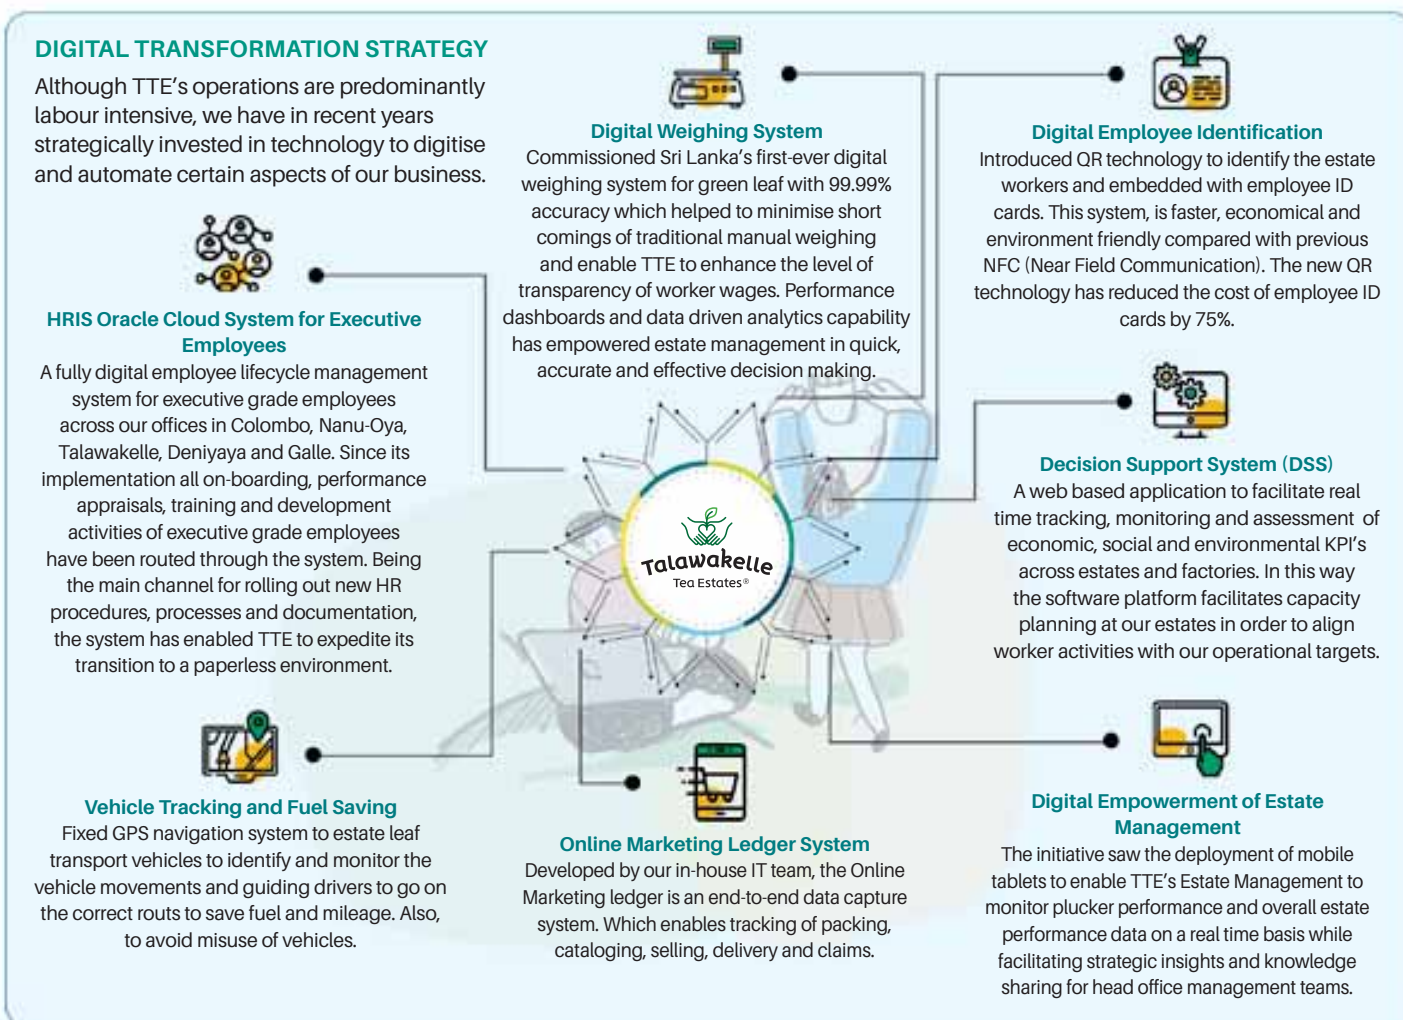 DIGITAL TRANSFORMATION STRATEGY
Although TTE's operations are predominantly
labour intensive, we have in recent years
strategically invested in technology to digitise
and automate certain aspects of our business.
HRIS Oracle Cloud System for Executive
Employees
A fully digital employee lifecycle management
system for executive grade employees
across our offices in Colombo, Nanu-Oya,
Talawakelle, Deniyaya and Galle. Since its
implementation all on-boarding, performance
appraisals, training and development
activities of executive grade employees
have been routed through the system. Being
the main channel for rolling out new HR
procedures, processes and documentation,
the system has enabled TTE to expedite its
transition to a paperless environment.
Vehicle Tracking and Fuel Saving
Fixed GPS navigation system to estate leaf
transport vehicles to identify and monitor the
vehicle movements and guiding drivers to go on
the correct routs to save fuel and mileage. Also,
to avoid misuse of vehicles.
Digital Weighing System
Commissioned Sri Lanka's first-ever digital
weighing system for green leaf with 99.99%
accuracy which helped to minimise short
comings of traditional manual weighing
and enable TTE to enhance the level of
transparency of worker wages. Performance
dashboards and data driven analytics capability
has empowered estate management in quick,
accurate and effective decision making.
Talawakelle
Tea Estates®
Online Marketing Ledger System
Developed by our in-house IT team, the Online
Marketing ledger is an end-to-end data capture
system. Which enables tracking of packing,
cataloging, selling, delivery and claims.
Digital Employee Identification
Introduced QR technology to identify the estate
workers and embedded with employee ID
cards. This system, is faster, economical and
environment friendly compared with previous
NFC (Near Field Communication). The new QR
technology has reduced the cost of employee ID
cards by 75%.
Decision Support System (DSS)
A web based application to facilitate real
time tracking, monitoring and assessment of
economic, social and environmental KPI's
across estates and factories. In this way
the software platform facilitates capacity
planning at our estates in order to align
worker activities with our operational targets.
Digital Empowerment of Estate
Management
The initiative saw the deployment of mobile
tablets to enable TTE's Estate Management to
monitor plucker performance and overall estate
performance data on a real time basis while
facilitating strategic insights and knowledge
sharing for head office management teams.